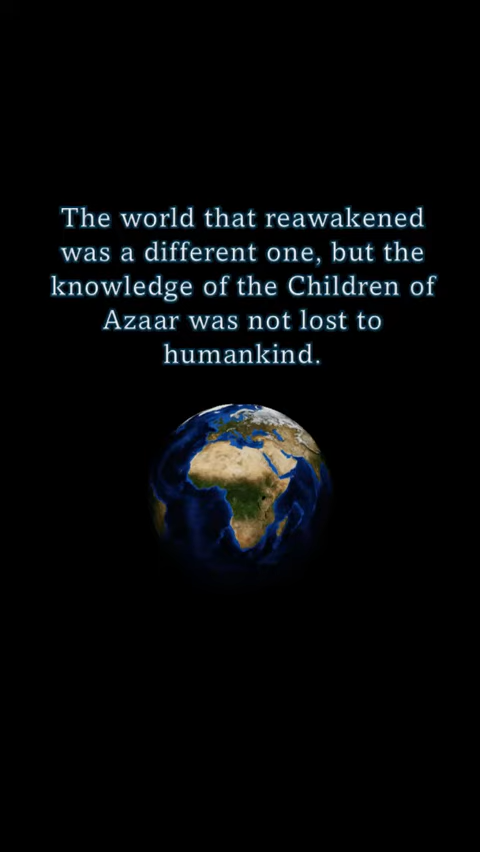 The world that reawakened
was a different one, but the
knowledge of the Children of
Azaar was not lost to
humankind.